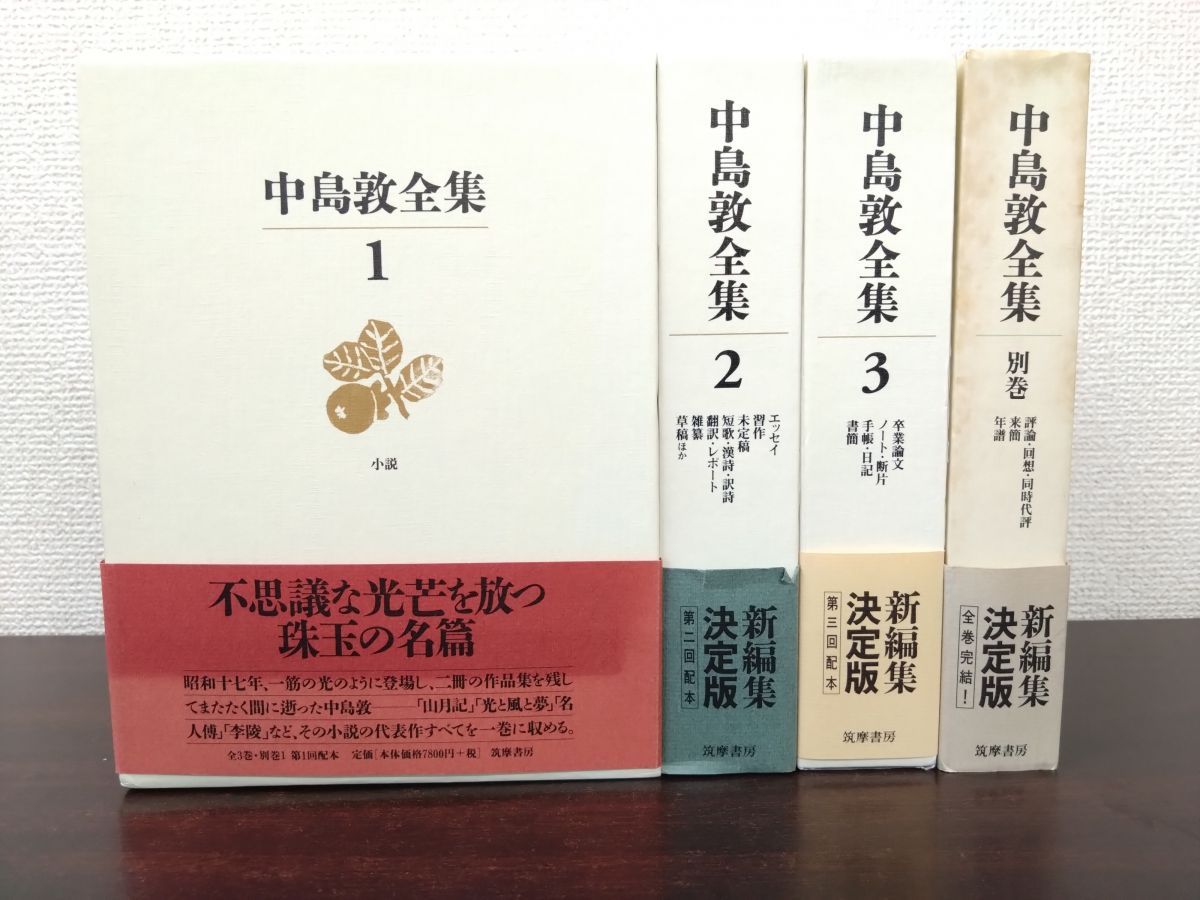 中島敦全集
1
小説
不思議な光芒を放つ
珠玉の名篇
昭和十七年、一筋の光のように登場し、二冊の作品集を残し
てまたたく間に逝った中島敦――「山月記」「光と風と夢」「名
人傳」「李陵」など、その小説の代表作すべてを一巻に収める。
全3巻・別巻1 第1回配本 定価[本体価格7800円+税] 筑摩書房
中島敦全集
2
エッセイ
習作
未定稿
短歌・漢詩・訳詩
翻訳・レポート
雑纂
草稿ほか
新編集
決定版
第二回配本
筑摩書房
中島敦全集
3
卒業論文
ノート・断片
手帳・日記
書簡
新編集
決定版
第三回配本
筑摩書房
中島敦全集
別巻
評論・回想・同時代評
来簡
年譜
新編集
決定版
全巻完結!
筑摩書房